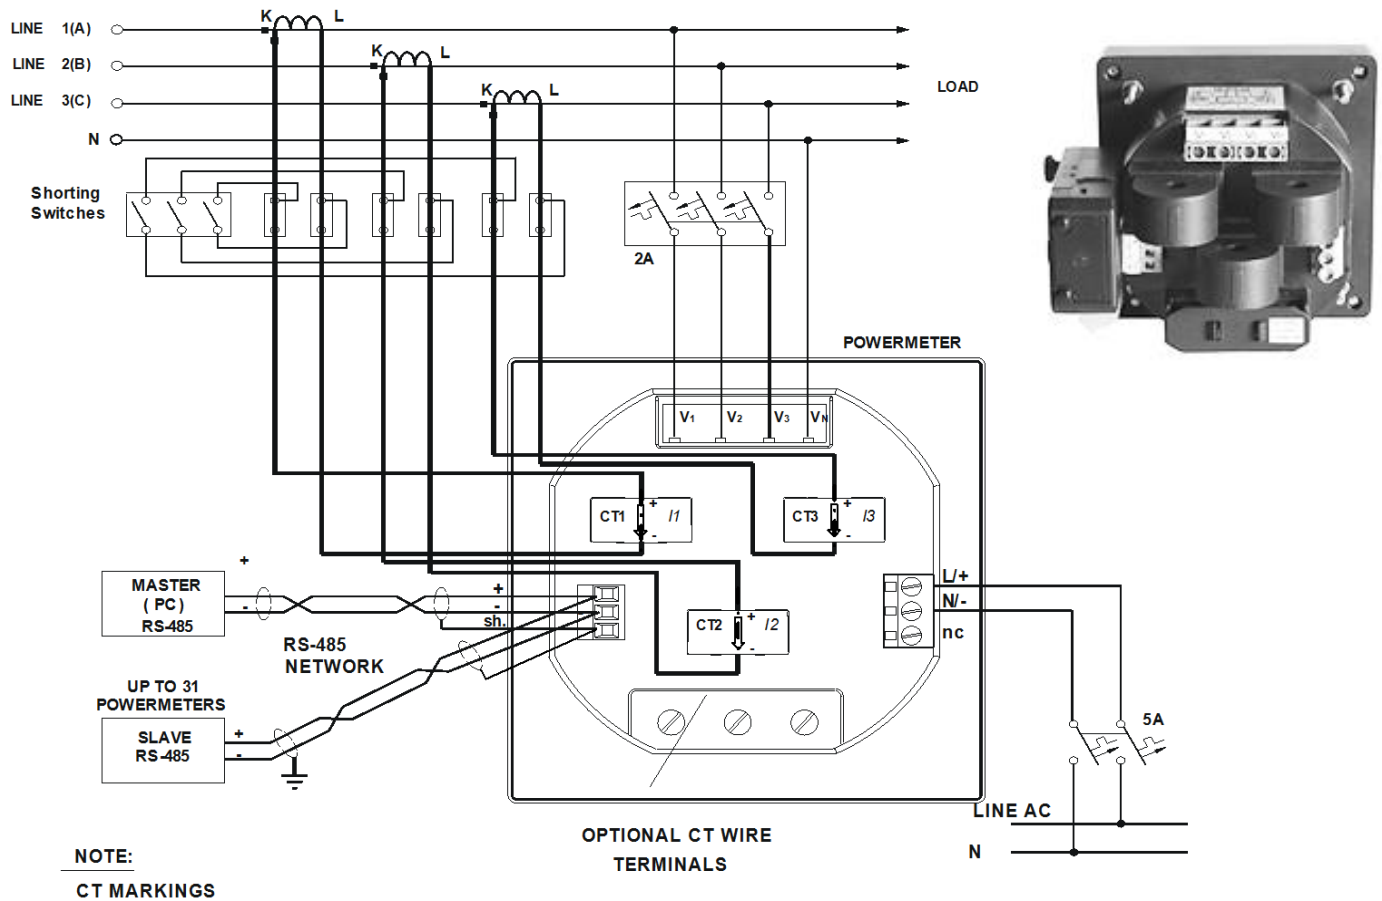 K L
LINE 1(A)
K L
LINE 2(B)
K L
LINE 3(C)
LOAD
N
Shorting
Switches
2A
POWERMETER
V1 V2 V3 VN
CT1 + I1 -
CT3 + I3 -
+
MASTER
( PC)
RS-485
-
+
-
sh.
L/+
N/-
nc
CT2 + I2 -
RS-485
NETWORK
UP TO 31
POWERMETERS
SLAVE
RS-485
+
-
5A
LINE AC
N
OPTIONAL CT WIRE
TERMINALS
NOTE:
CT MARKINGS